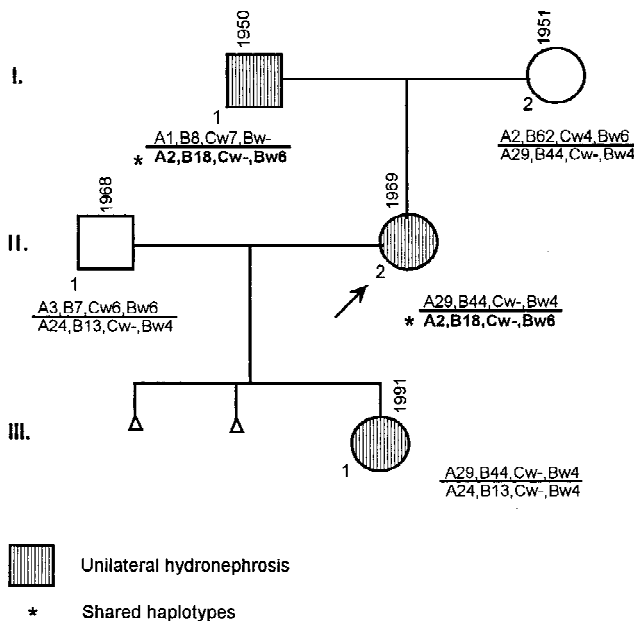 1950
1951
I.
1
2
A1,B8,Cw7,Bw-
* A2,B18,Cw-,Bw6
A2,B62,Cw4,Bw6
A29,B44,Cw-,Bw4
1968
1969
II.
1
2
A3,B7,Cw6,Bw6
A24,B13,Cw-,Bw4
A29,B44,Cw-,Bw4
* A2,B18,Cw-,Bw6
1991
III.
1
A29,B44,Cw-,Bw4
A24,B13,Cw-,Bw4
Unilateral hydronephrosis
* Shared haplotypes